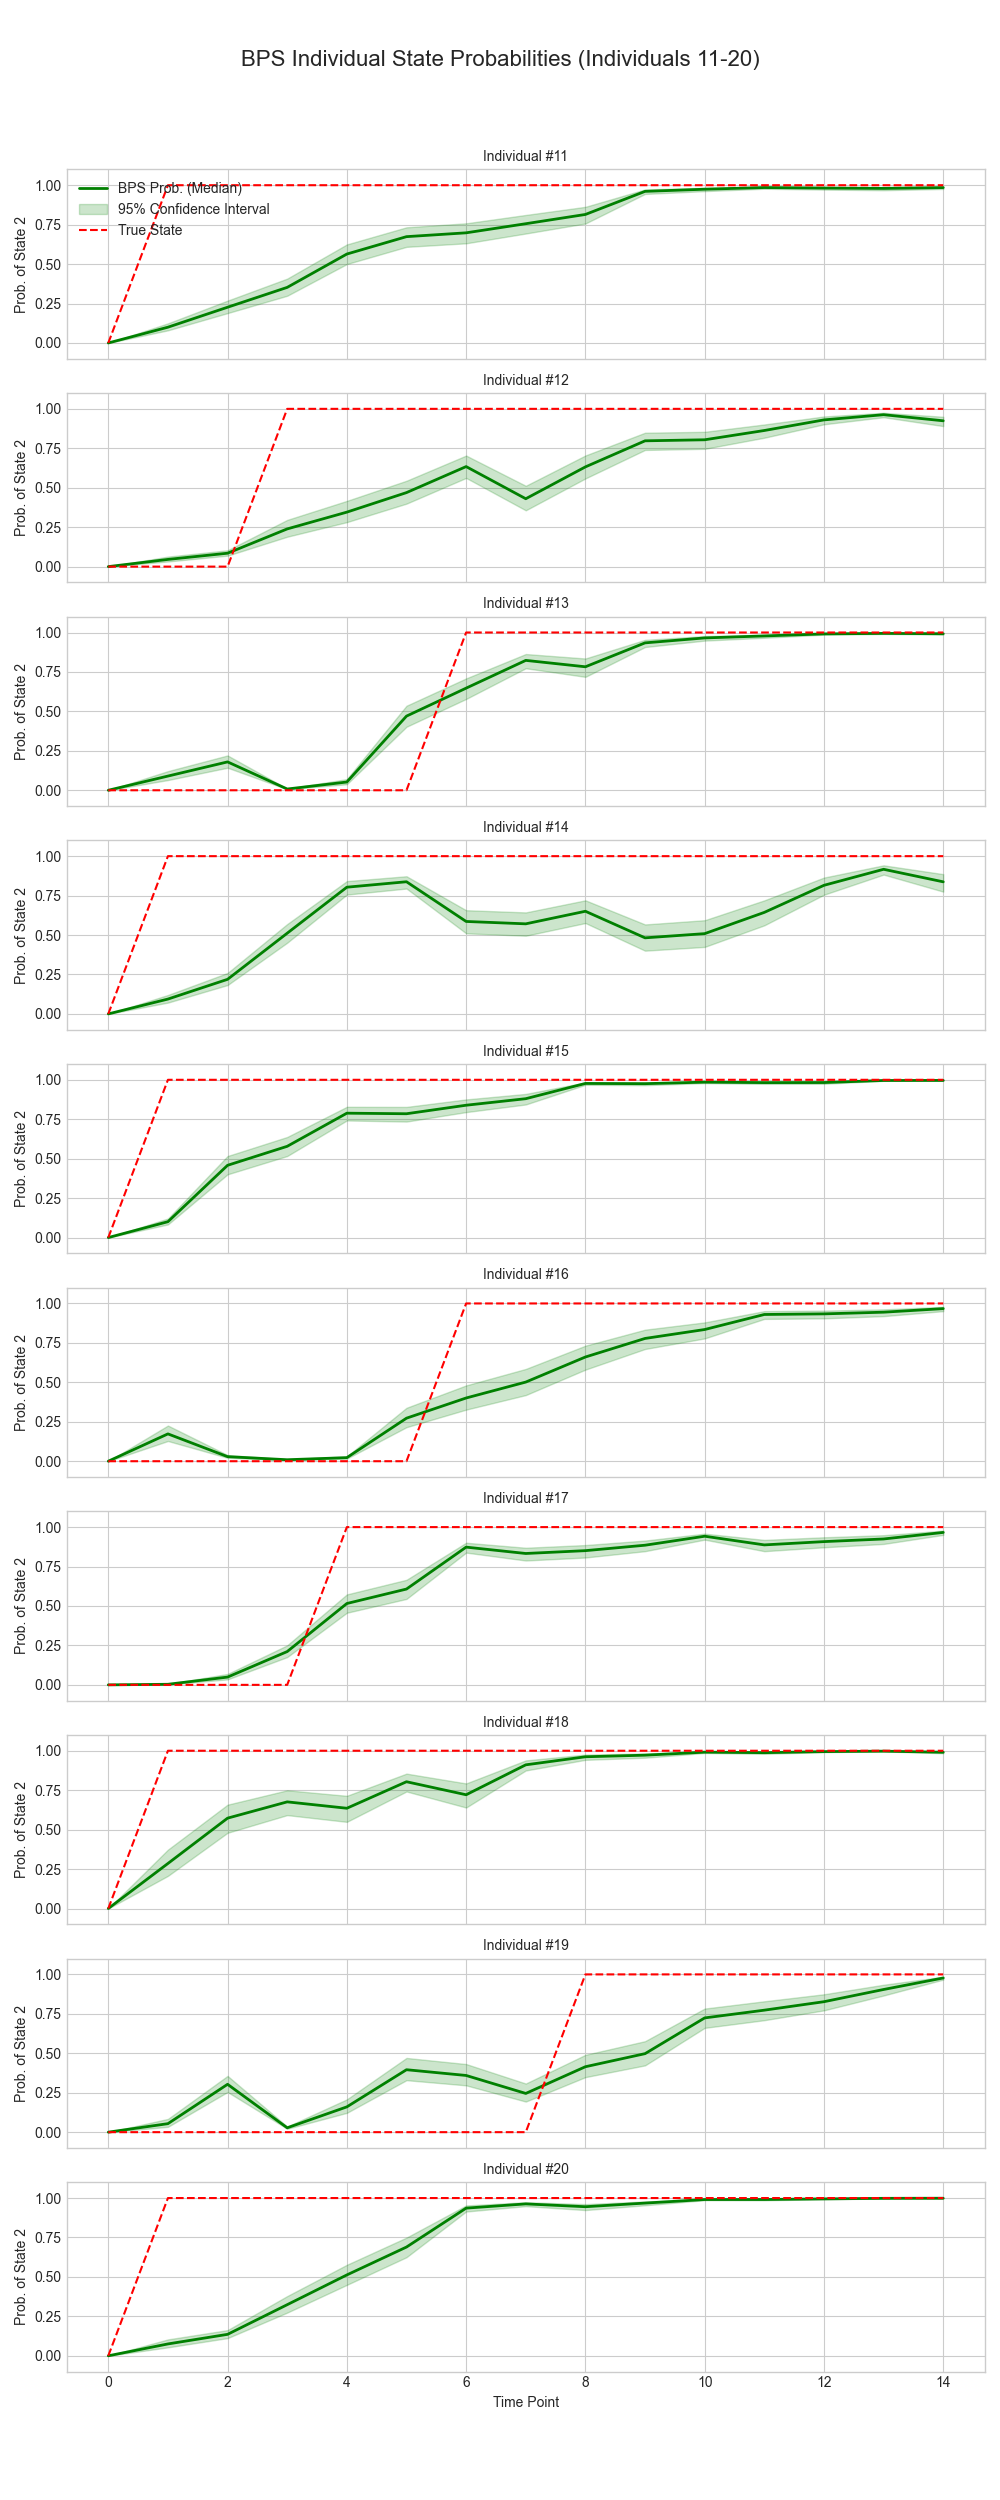 BPS Individual State Probabilities (Individuals 11-20)
Individual #11
1.00
0.75
0.50
0.25
0.00
Prob. of State 2
BPS Prob. (Median)
95% Confidence Interval
True State
Individual #12
1.00
0.75
0.50
0.25
0.00
Prob. of State 2
Individual #13
1.00
0.75
0.50
0.25
0.00
Prob. of State 2
Individual #14
1.00
0.75
0.50
0.25
0.00
Prob. of State 2
Individual #15
1.00
0.75
0.50
0.25
0.00
Prob. of State 2
Individual #16
1.00
0.75
0.50
0.25
0.00
Prob. of State 2
Individual #17
1.00
0.75
0.50
0.25
0.00
Prob. of State 2
Individual #18
1.00
0.75
0.50
0.25
0.00
Prob. of State 2
Individual #19
1.00
0.75
0.50
0.25
0.00
Prob. of State 2
Individual #20
1.00
0.75
0.50
0.25
0.00
Prob. of State 2
0 2 4 6 8 10 12 14
Time Point